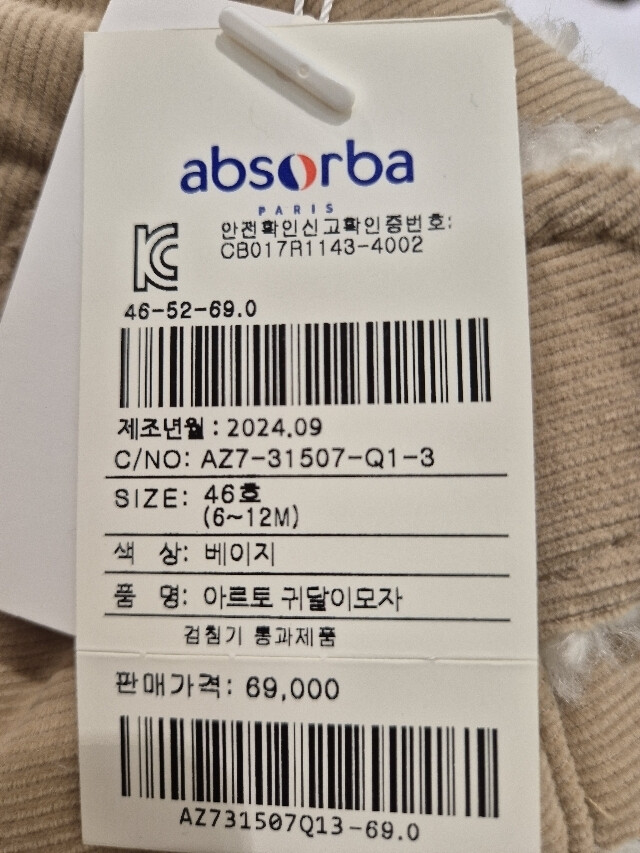 absorba
PARIS
안전확인신고확인증번호:
CB017R1143-4002
46-52-69.0
제조년월 : 2024.09
C/NO: AZ7-31507-Q1-3
SIZE: 46호
(6~12M)
색 상: 베이지
품 명: 아르토 귀달이모자
검침기 통과제품
판매가격: 69,000
AZ731507Q13-69.0